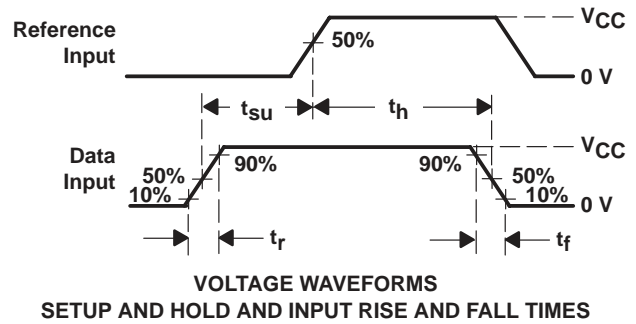 Reference
Input
VCC
50%
0 V
tsu
th
Data
Input
VCC
50%
90%
90%
50%
10%
10%
0 V
tr
tf
VOLTAGE WAVEFORMS
SETUP AND HOLD AND INPUT RISE AND FALL TIMES